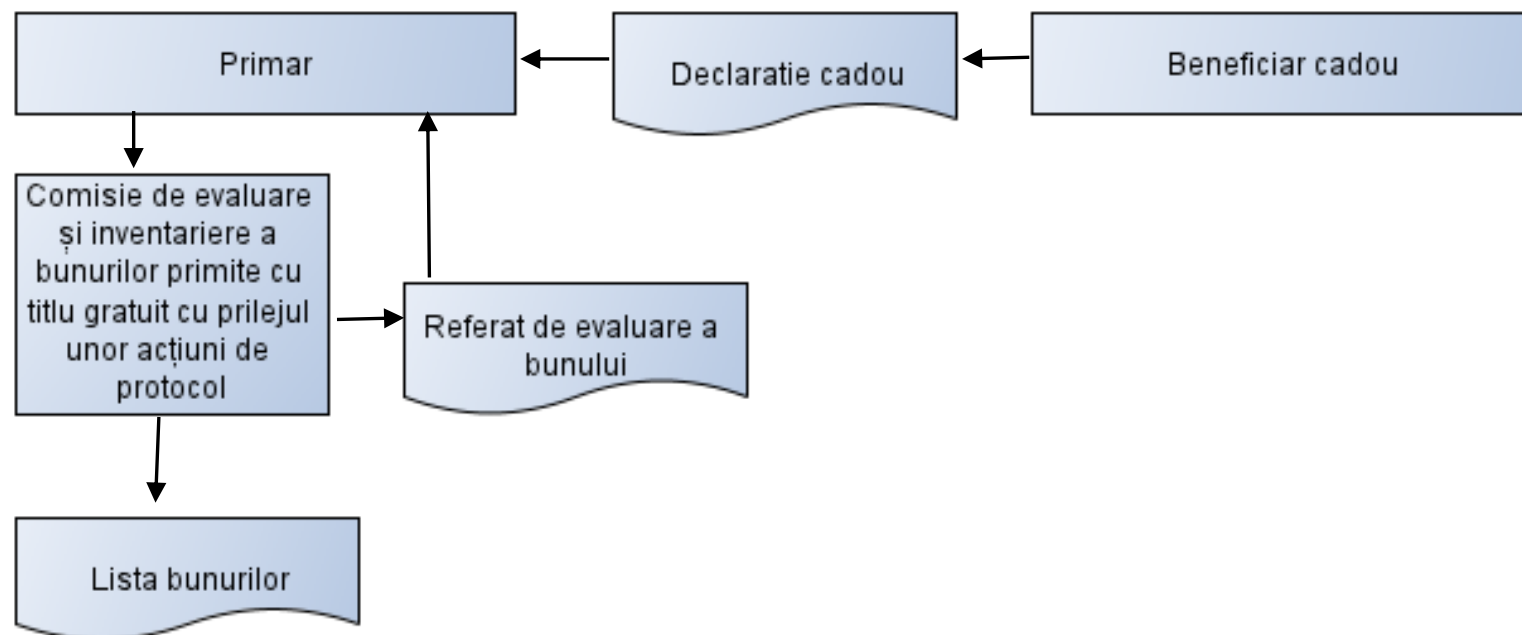 Primar
Declaratie cadou
Beneficiar cadou
Comisie de evaluare
și inventariere a
bunurilor primite cu
titlu gratuit cu prilejul
unor acțiuni de
protocol
Referat de evaluare a
bunului
Lista bunurilor